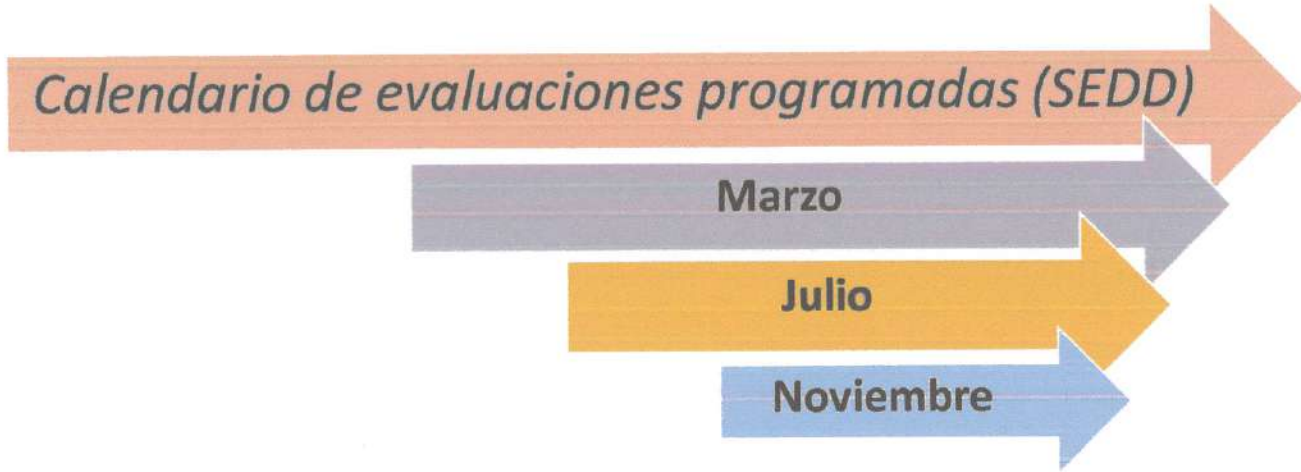 Calendario de evaluaciones programadas (SEDD)
Marzo
Julio
Noviembre